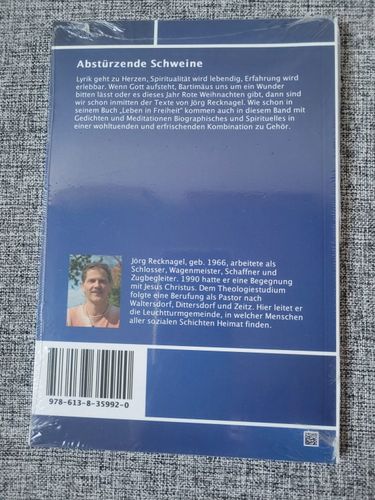 Abstürzende Schweine
Lyrik geht zu Herzen, Spiritualität wird lebendig, Erfahrung wird
erlebbar. Wenn Gott aufsteht, Bartimäus uns um ein Wunder
bitten lässt oder es dieses Jahr Rote Weihnachten gibt, dann sind
wir schon inmitten der Texte von Jörg Recknagel. Wie schon in
seinem Buch „Leben in Freiheit" kommen auch in diesem Band mit
Gedichten und Meditationen Biographisches und Spirituelles in
einer wohltuenden und erfrischenden Kombination zu Gehör.
Jörg Recknagel, geb. 1966, arbeitete als
Schlosser, Wagenmeister, Schaffner und
Zugbegleiter. 1990 hatte er eine Begegnung
mit Jesus Christus. Dem Theologiestudium
folgte eine Berufung als Pastor nach
Waltersdorf, Dittersdorf und Zeitz. Hier leitet er
die Leuchtturmgemeinde, in welcher Menschen
aller sozialen Schichten Heimat finden.
978-613-8-35992-0